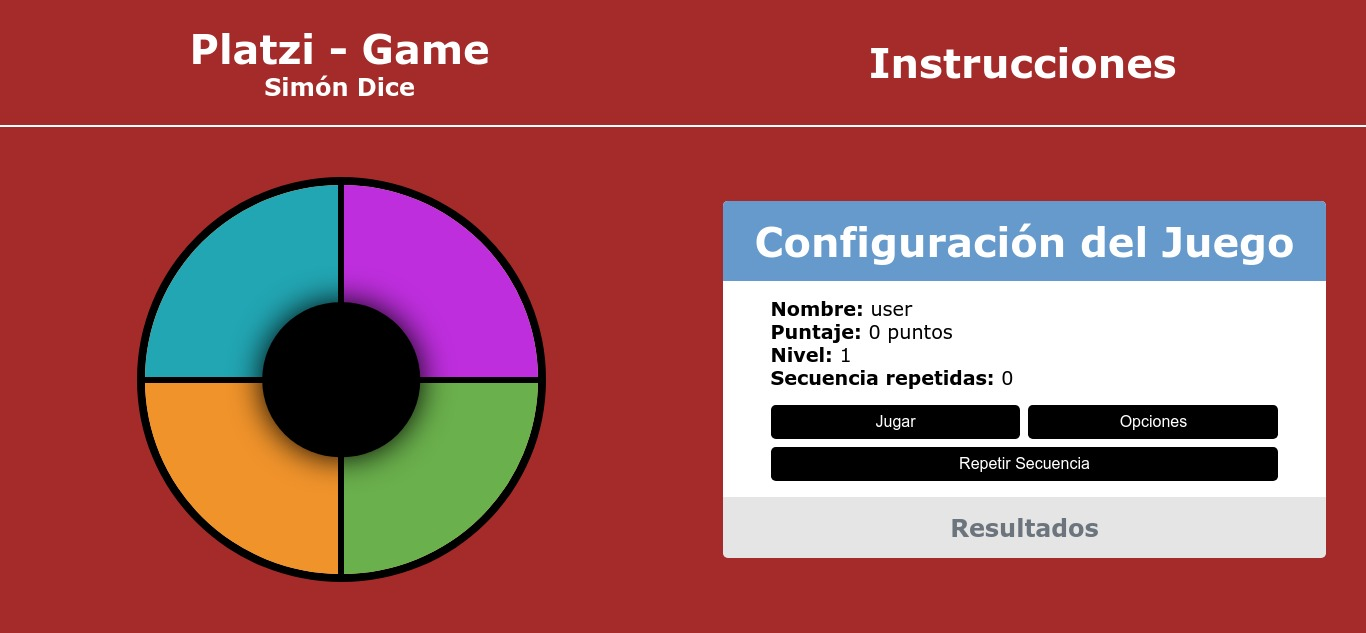 Platzi - Game
Simón Dice
Instrucciones
Configuración del Juego
Nombre: user
Puntaje: 0 puntos
Nivel: 1
Secuencia repetidas: 0
Jugar
Opciones
Repetir Secuencia
Resultados